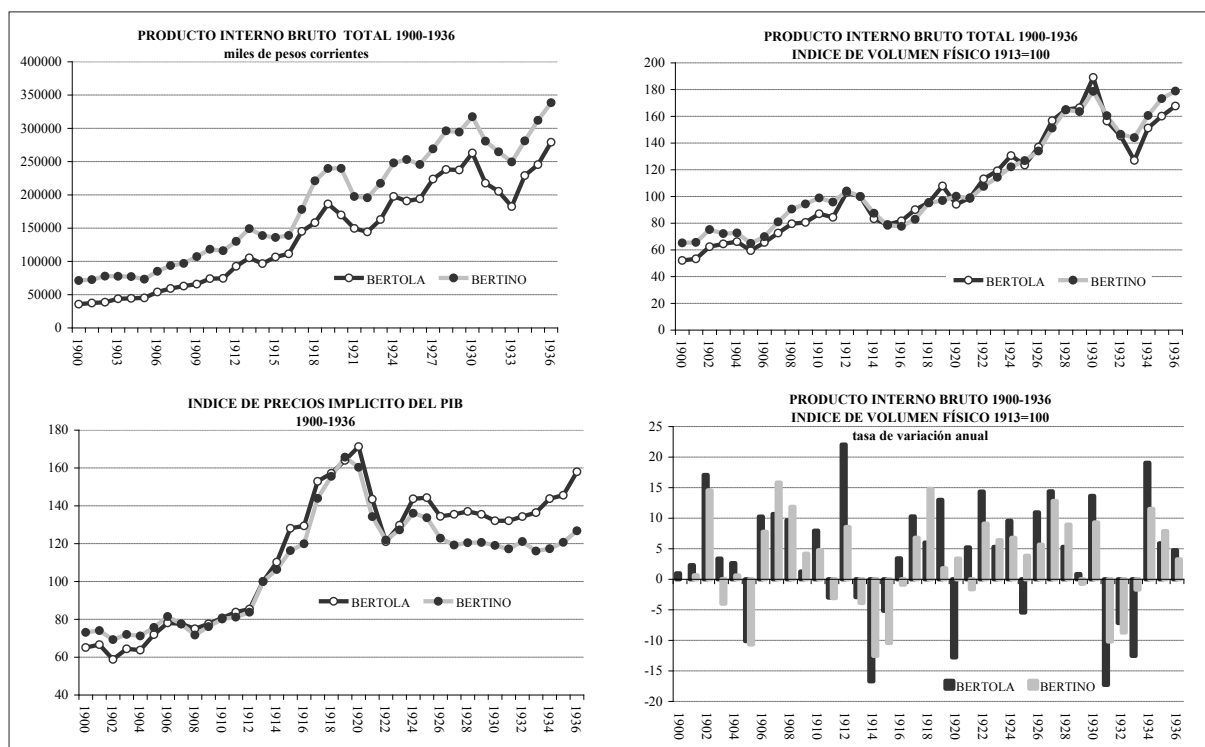 PRODUCTO INTERNO BRUTO TOTAL 1900-1936
miles de pesos corrientes
400000
350000
300000
250000
200000
150000
100000
50000
0
BERTOLA BERTINO
1900 1903 1906 1909 1912 1915 1918 1921 1924 1927 1930 1933 1936
PRODUCTO INTERNO BRUTO TOTAL 1900-1936
INDICE DE VOLUMEN FÍSICO 1913=100
200
180
160
140
120
100
80
60
40
20
0
BERTOLA BERTINO
1900 1902 1904 1906 1908 1910 1912 1914 1916 1918 1920 1922 1924 1926 1928 1930 1932 1934 1936
INDICE DE PRECIOS IMPLICITO DEL PIB
1900-1936
180
160
140
120
100
80
60
40
BERTOLA BERTINO
1900 1902 1904 1906 1908 1910 1912 1914 1916 1918 1920 1922 1924 1926 1928 1930 1932 1934 1936
PRODUCTO INTERNO BRUTO 1900-1936
INDICE DE VOLUMEN FÍSICO 1913=100
tasa de variación anual
25
20
15
10
5
0
-5
-10
-15
-20
BERTOLA BERTINO
1900 1902 1904 1906 1908 1910 1912 1914 1916 1918 1920 1922 1924 1926 1928 1930 1932 1934 1936